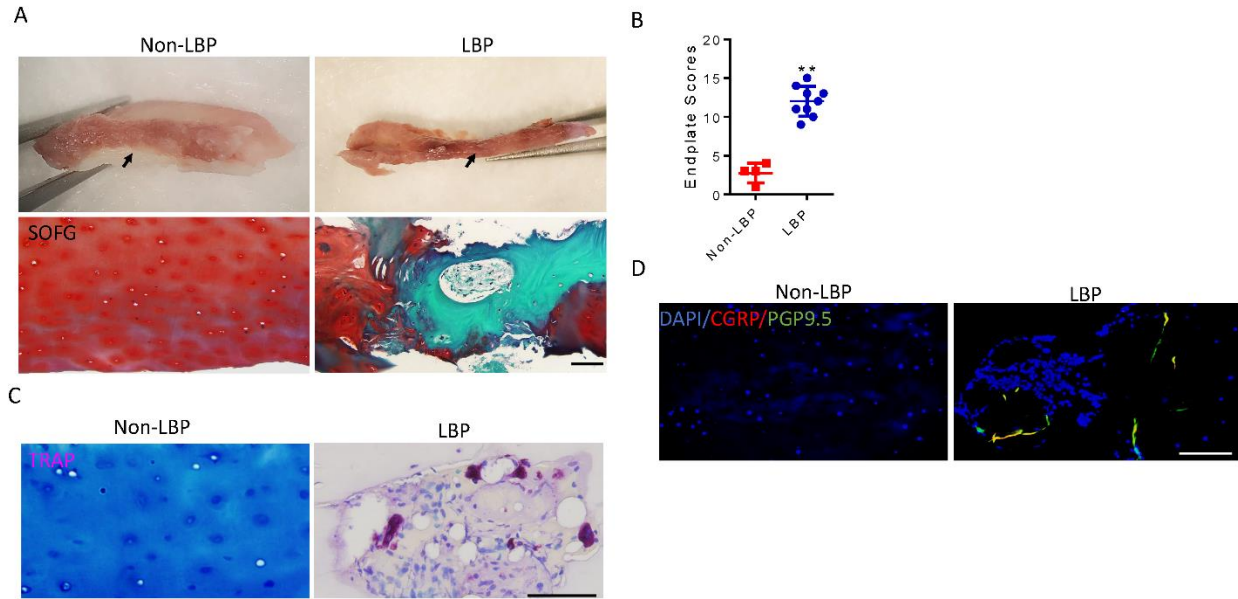 A
Non-LBP
LBP
SOFG
B
20
15
10
5
0
Endplate Scores
**
Non-LBP
LBP
C
Non-LBP
LBP
TRAP
D
Non-LBP
LBP
DAPI/CGRP/PGP9.5